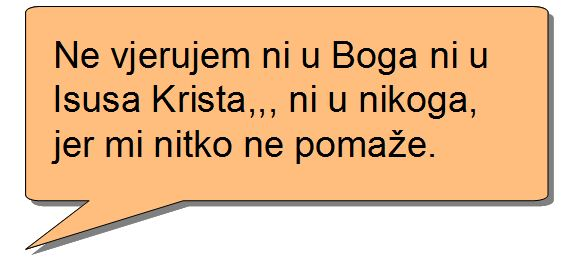 Ne vjerujem ni u Boga ni u
Isusa Krista,,, ni u nikoga,
jer mi nitko ne pomaže.